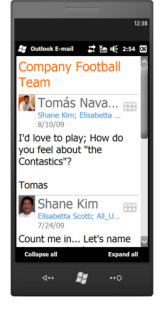 12:38
Outlook E-mail 2:54
Company Football
Team
Tomás Nava...
Shane Kim; Elisabetta ...
8/10/09
I'd love to play; How do
you feel about "the
Contastics"?
Tomas
Shane Kim
Elisabetta Scotti; All_U...
7/24/09
Count me in... Let's name
Collapse all Expand all